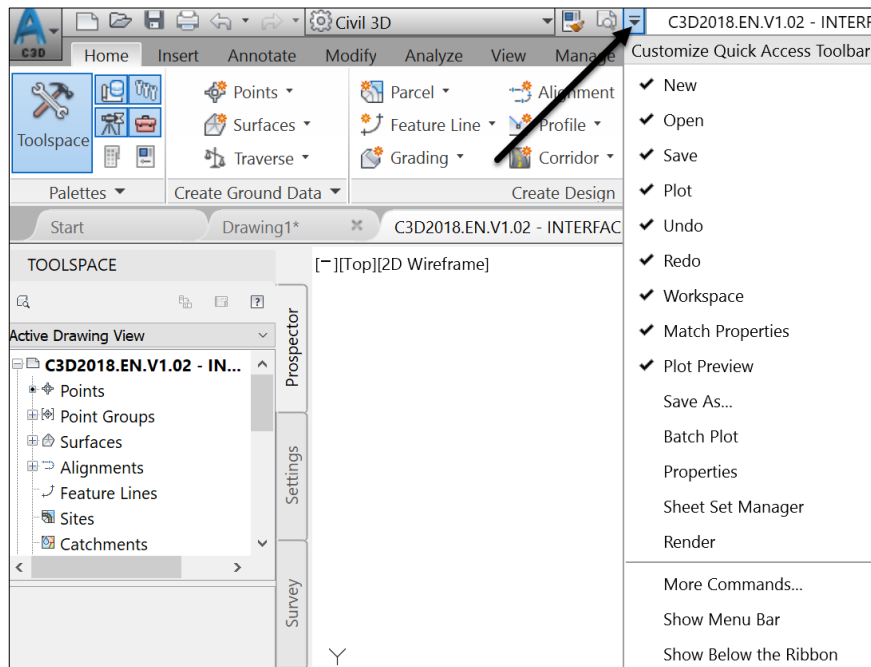 Civil 3D
C3D2018.EN.V1.02 - INTERF
C3D
Home Insert Annotate Modify Analyze View Manage
Customize Quick Access Toolbar
Toolspace
Points
Surfaces
Traverse
Parcel
Feature Line
Grading
Alignment
Profile
Corridor
Palettes
Create Ground Data
Create Design
Start
Drawing1*
C3D2018.EN.V1.02 - INTERFAC
TOOLSPACE
Active Drawing View
C3D2018.EN.V1.02 - IN...
Points
Point Groups
Surfaces
Alignments
Feature Lines
Sites
Catchments
Prospector
Settings
Survey
[−][Top][2D Wireframe]
Y
New
Open
Save
Plot
Undo
Redo
Workspace
Match Properties
Plot Preview
Save As...
Batch Plot
Properties
Sheet Set Manager
Render
More Commands...
Show Menu Bar
Show Below the Ribbon